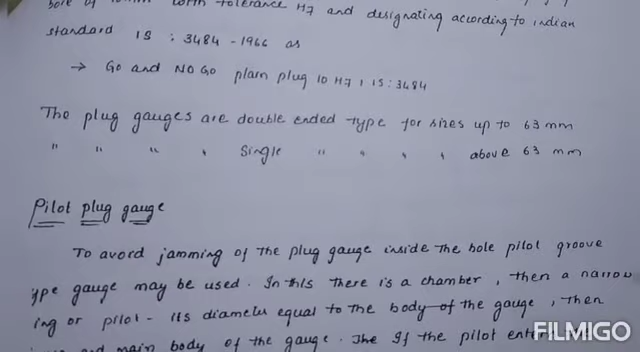 bore of 10mm with tolerance H7 and designating according to indian
standard IS : 3484 - 1966 as
→ Go and NO GO plain plug 10 H7, IS : 3484
The plug gauges are double ended type for sizes up to 63 mm
" " " , Single " , , , above 63 mm
Pilot plug gauge
To avoid jamming of the plug gauge inside the hole pilot groove
ype gauge may be used. In this there is a chamber, then a narrow
ing or pilot - its diameter equal to the body of the gauge, then
and main body of the gauge. The If the pilot
FILMIGO